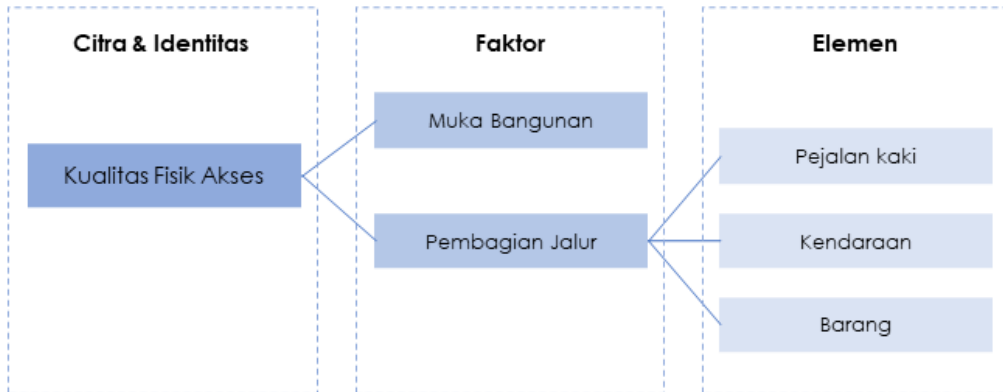 Citra & Identitas
Kualitas Fisik Akses
Faktor
Muka Bangunan
Pembagian Jalur
Elemen
Pejalan kaki
Kendaraan
Barang